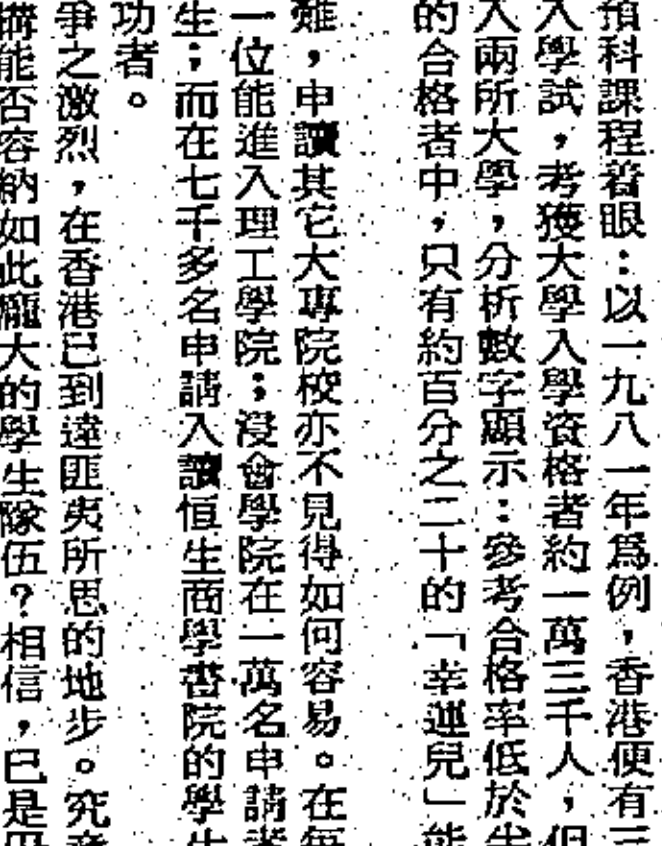 預科課程着眼：以一九八一年爲例，香港便有三
入學試，考獲大學入學資格者約一萬三千人，但
入兩所大學，分析數字顯示：參考合格率低於
的合格者中，只有約百分之二十的「幸運兒」能
難，申讀其它大專院校亦不見得如何容易。在每
一位能進入理工學院；浸會學院在一萬名申請者
生；而在七千多名申請入讀恒生商學書院的學生
功者。
爭之激烈，在香港已到達匪夷所思的地步。究竟
構能否容納如此龐大的學生隊伍？相信，已是